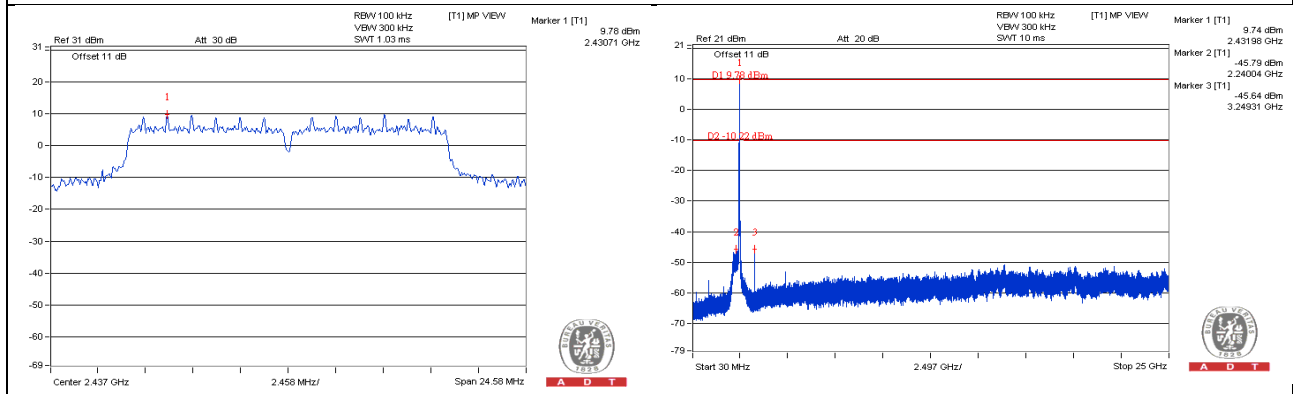 RBW 100 kHz [T1] MP VIEW
VBW 300 kHz
Ref 31 dBm Att 30 dB SWT 1.03 ms
Marker 1 [T1]
9.78 dBm
2.43071 GHz
31
Offset 11 dB
20
1
10
0
-10
-20
-30
-40
-50
-60
-69
Center 2.437 GHz 2.458 MHz/ Span 24.58 MHz
BUREAU VERITAS
1828
A D T
RBW 100 kHz [T1] MP VIEW
VBW 300 kHz
Ref 21 dBm Att 20 dB SWT 10 ms
Marker 1 [T1]
9.74 dBm
2.43198 GHz
Marker 2 [T1]
-45.79 dBm
2.24004 GHz
Marker 3 [T1]
-45.64 dBm
3.24931 GHz
21
Offset 11 dB
1
D1 9.78 dBm
10
0
D2 -10.22 dBm
-10
-20
-30
-40
2 3
-50
-60
-70
-79
Start 30 MHz 2.497 GHz/ Stop 25 GHz
BUREAU VERITAS
1828
A D T